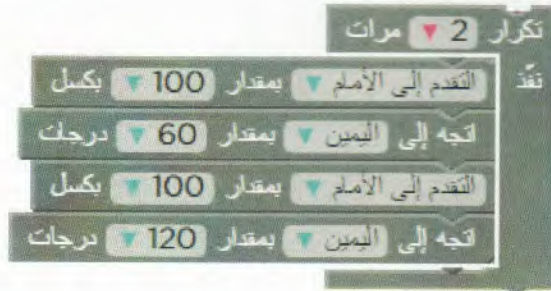 تكرار 2 مرات
نفّذ
التقدم إلى الأمام بمقدار 100 بكسل
اتجه إلى اليمين بمقدار 60 درجات
التقدم إلى الأمام بمقدار 100 بكسل
اتجه إلى اليمين بمقدار 120 درجات